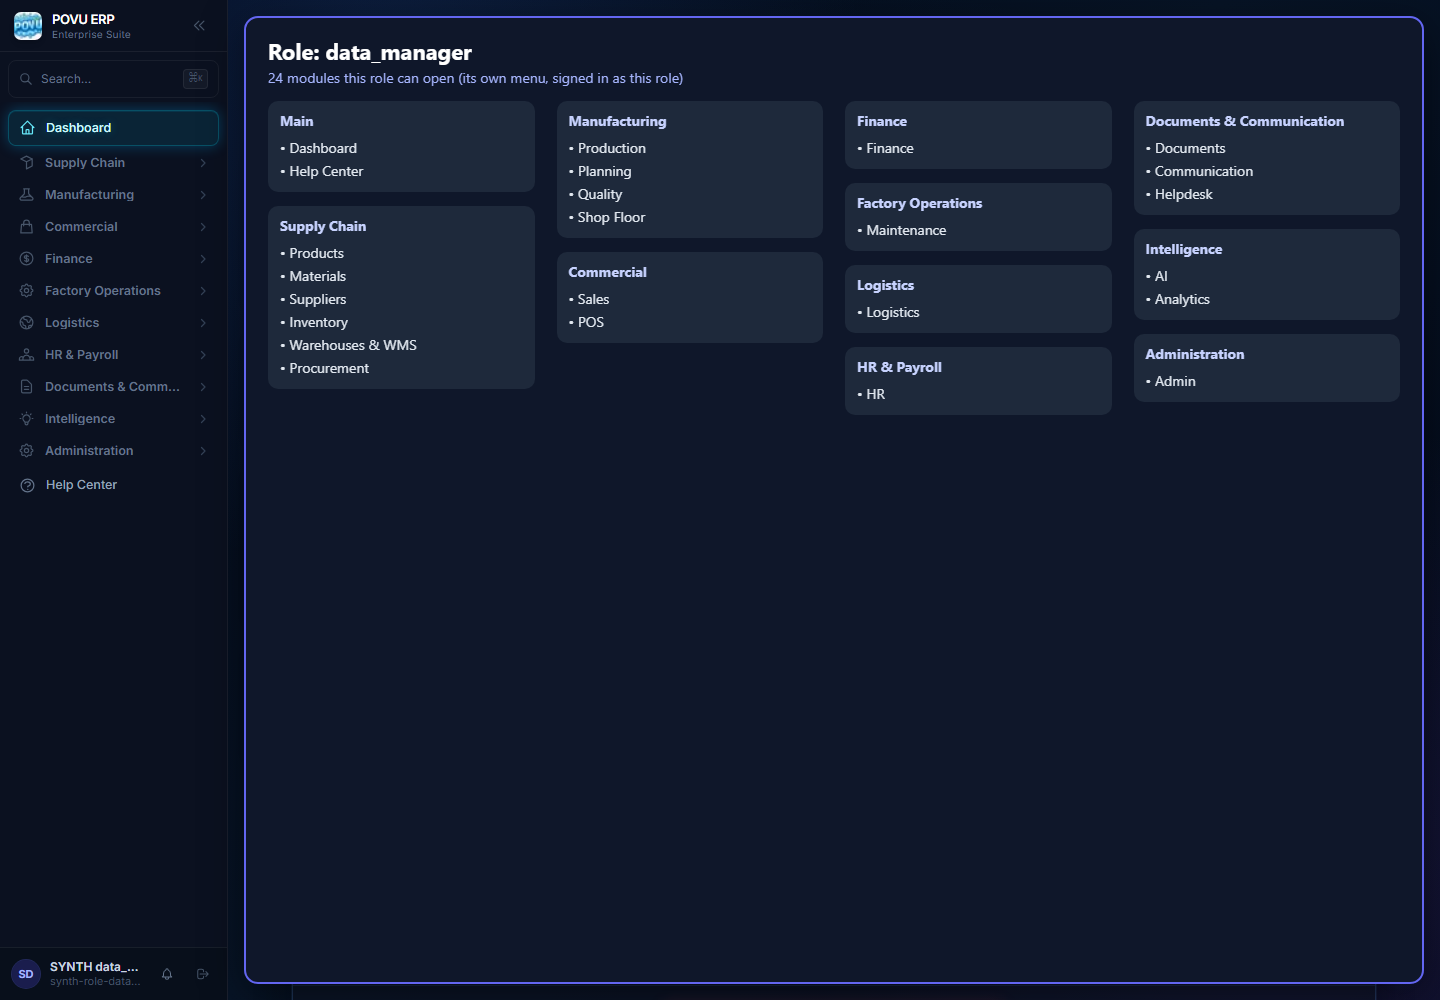 POVU ERP
Enterprise Suite
Search...
⌘K
Dashboard
Supply Chain
Manufacturing
Commercial
Finance
Factory Operations
Logistics
HR & Payroll
Documents & Comm...
Intelligence
Administration
Help Center
SD
SYNTH data_...
synth-role-data...
Role: data_manager
24 modules this role can open (its own menu, signed in as this role)
Main
• Dashboard
• Help Center
Supply Chain
• Products
• Materials
• Suppliers
• Inventory
• Warehouses & WMS
• Procurement
Manufacturing
• Production
• Planning
• Quality
• Shop Floor
Commercial
• Sales
• POS
Finance
• Finance
Factory Operations
• Maintenance
Logistics
• Logistics
HR & Payroll
• HR
Documents & Communication
• Documents
• Communication
• Helpdesk
Intelligence
• AI
• Analytics
Administration
• Admin